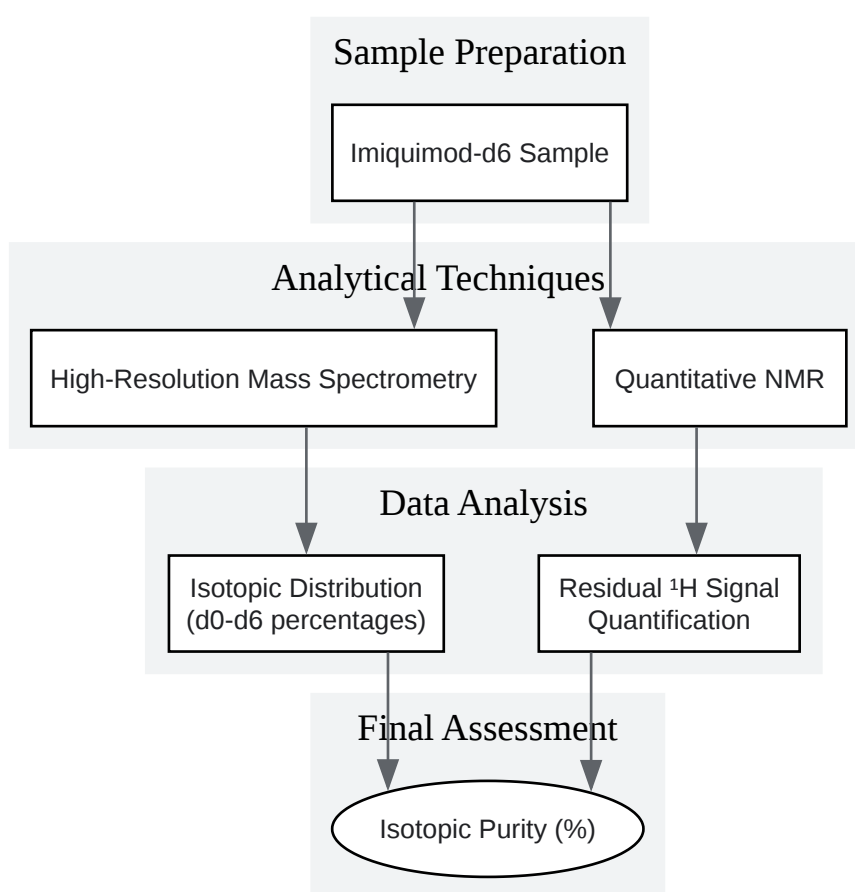 Sample Preparation
Imiquimod-d6 Sample
Analytical Techniques
High-Resolution Mass Spectrometry
Quantitative NMR
Data Analysis
Isotopic Distribution
(d0-d6 percentages)
Residual ¹H Signal
Quantification
Final Assessment
Isotopic Purity (%)